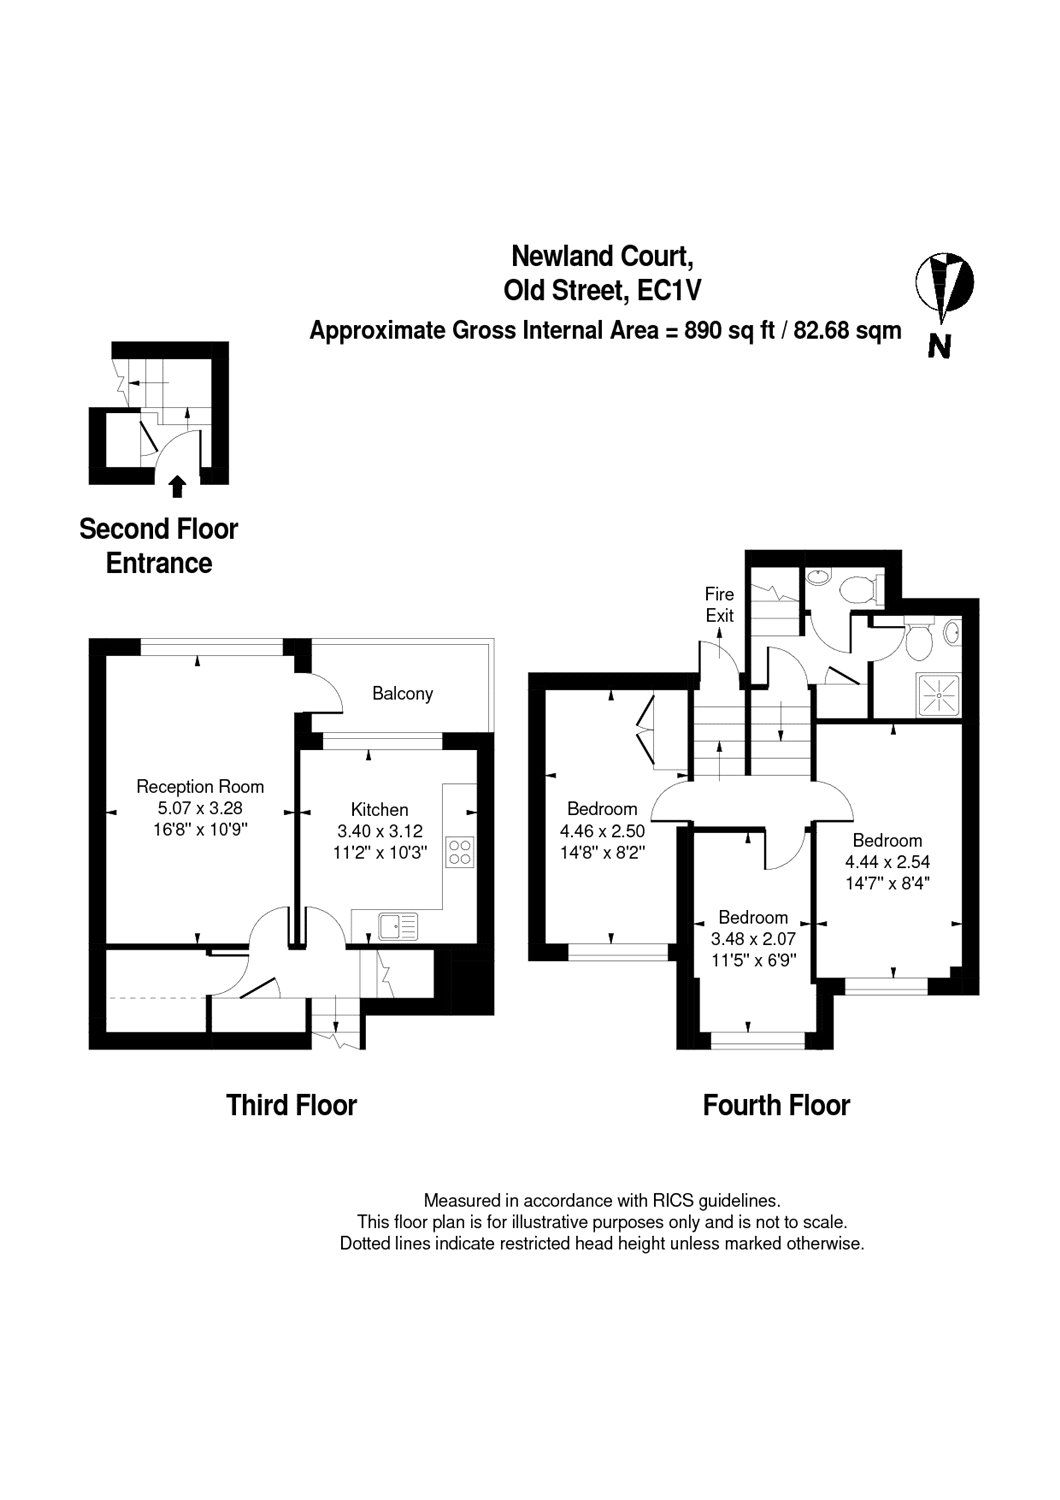 Newland Court,
Old Street, EC1V
Approximate Gross Internal Area = 890 sq ft / 82.68 sqm
N
Second Floor
Entrance
Fire
Exit
Balcony
Reception Room
5.07 x 3.28
16'8" x 10'9"
Kitchen
3.40 x 3.12
11'2" x 10'3"
Bedroom
4.46 x 2.50
14'8" x 8'2"
Bedroom
4.44 x 2.54
14'7" x 8'4"
Bedroom
3.48 x 2.07
11'5" x 6'9"
Third Floor
Fourth Floor
Measured in accordance with RICS guidelines.
This floor plan is for illustrative purposes only and is not to scale.
Dotted lines indicate restricted head height unless marked otherwise.